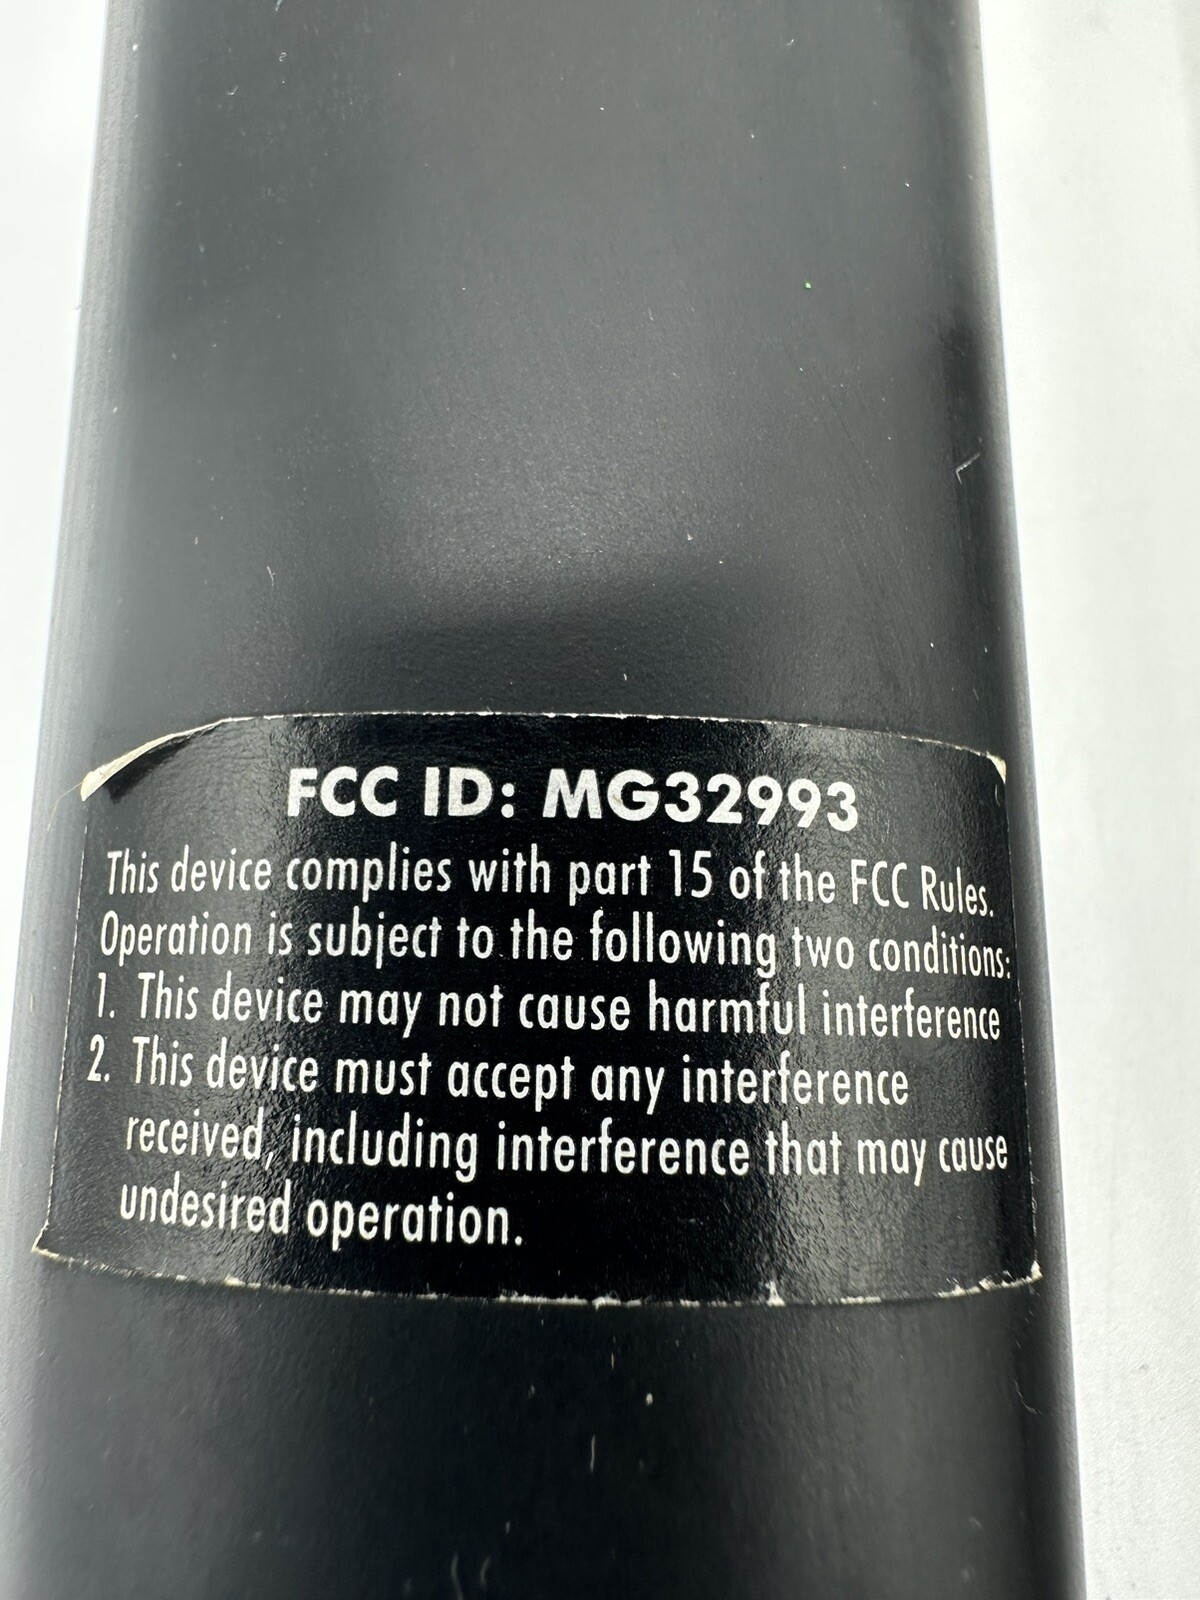 FCC ID: MG32993
This device complies with part 15 of the FCC Rules.
Operation is subject to the following two conditions:
1. This device may not cause harmful interference
2. This device must accept any interference
received, including interference that may cause
undesired operation.